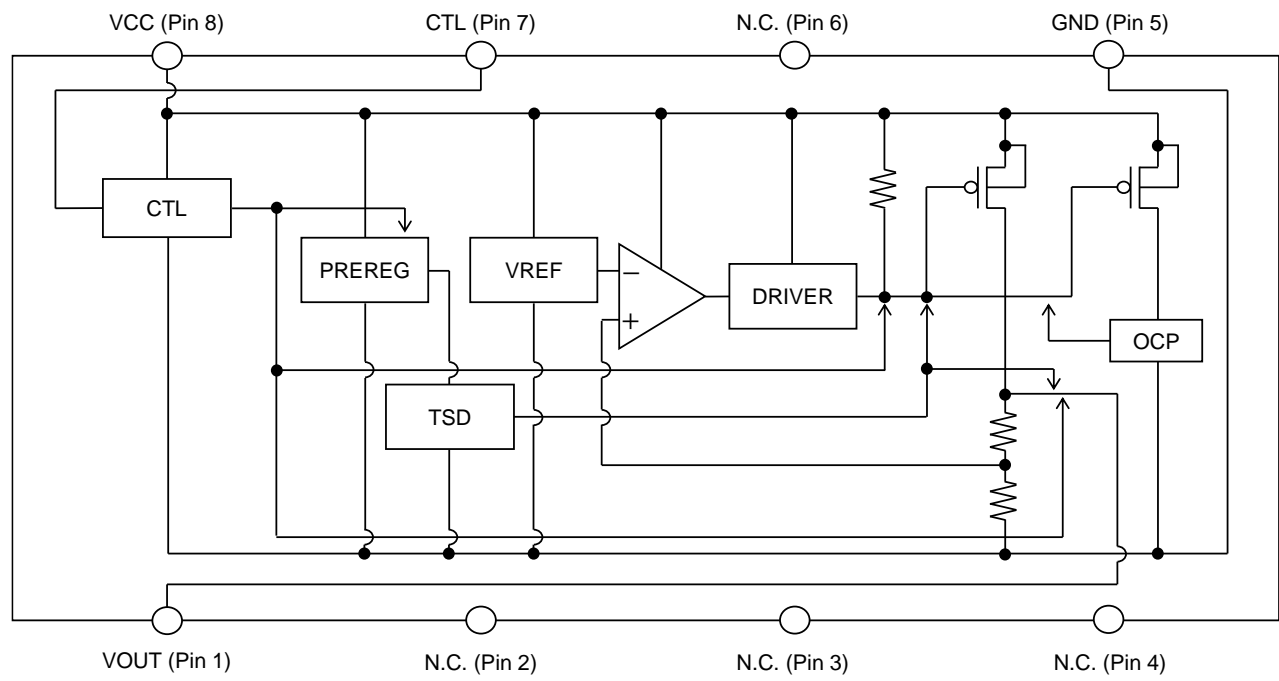 VCC (Pin 8)
CTL (Pin 7)
N.C. (Pin 6)
GND (Pin 5)
CTL
PREREG
VREF
−
+
DRIVER
OCP
TSD
VOUT (Pin 1)
N.C. (Pin 2)
N.C. (Pin 3)
N.C. (Pin 4)